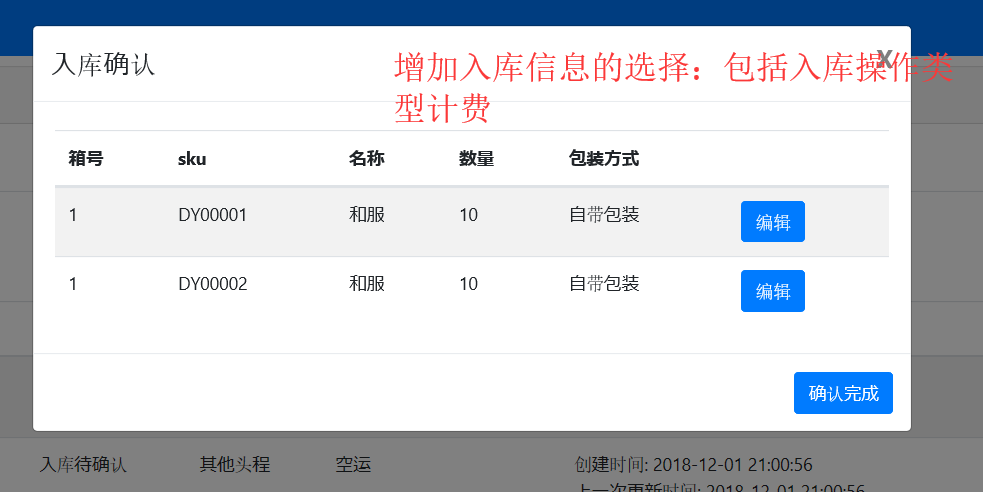 入库确认
X
增加入库信息的选择：包括入库操作类
型计费
箱号 sku 名称 数量 包装方式
1 DY00001 和服 10 自带包装 编辑
1 DY00002 和服 10 自带包装 编辑
确认完成
入库待确认 其他头程 空运 创建时间: 2018-12-01 21:00:56
上一次更新时间: 2018-12-01 21:00:56